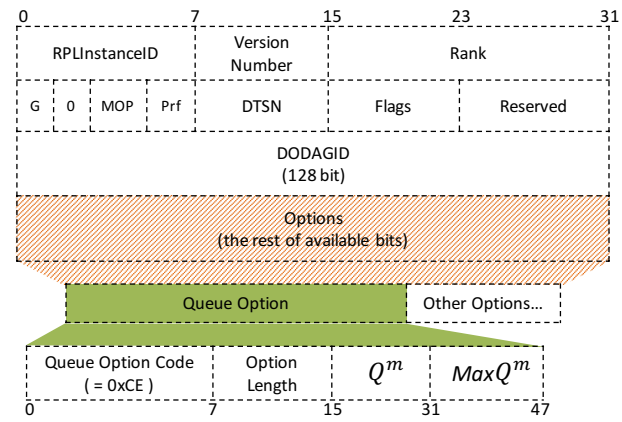 0 7 15 23 31
RPLInstanceID Version Number Rank
G 0 MOP Prf DTSN Flags Reserved
DODAGID
(128 bit)
Options
(the rest of available bits)
Queue Option Other Options...
Queue Option Code ( = 0xCE ) Option Length Q^m MaxQ^m
0 7 15 31 47